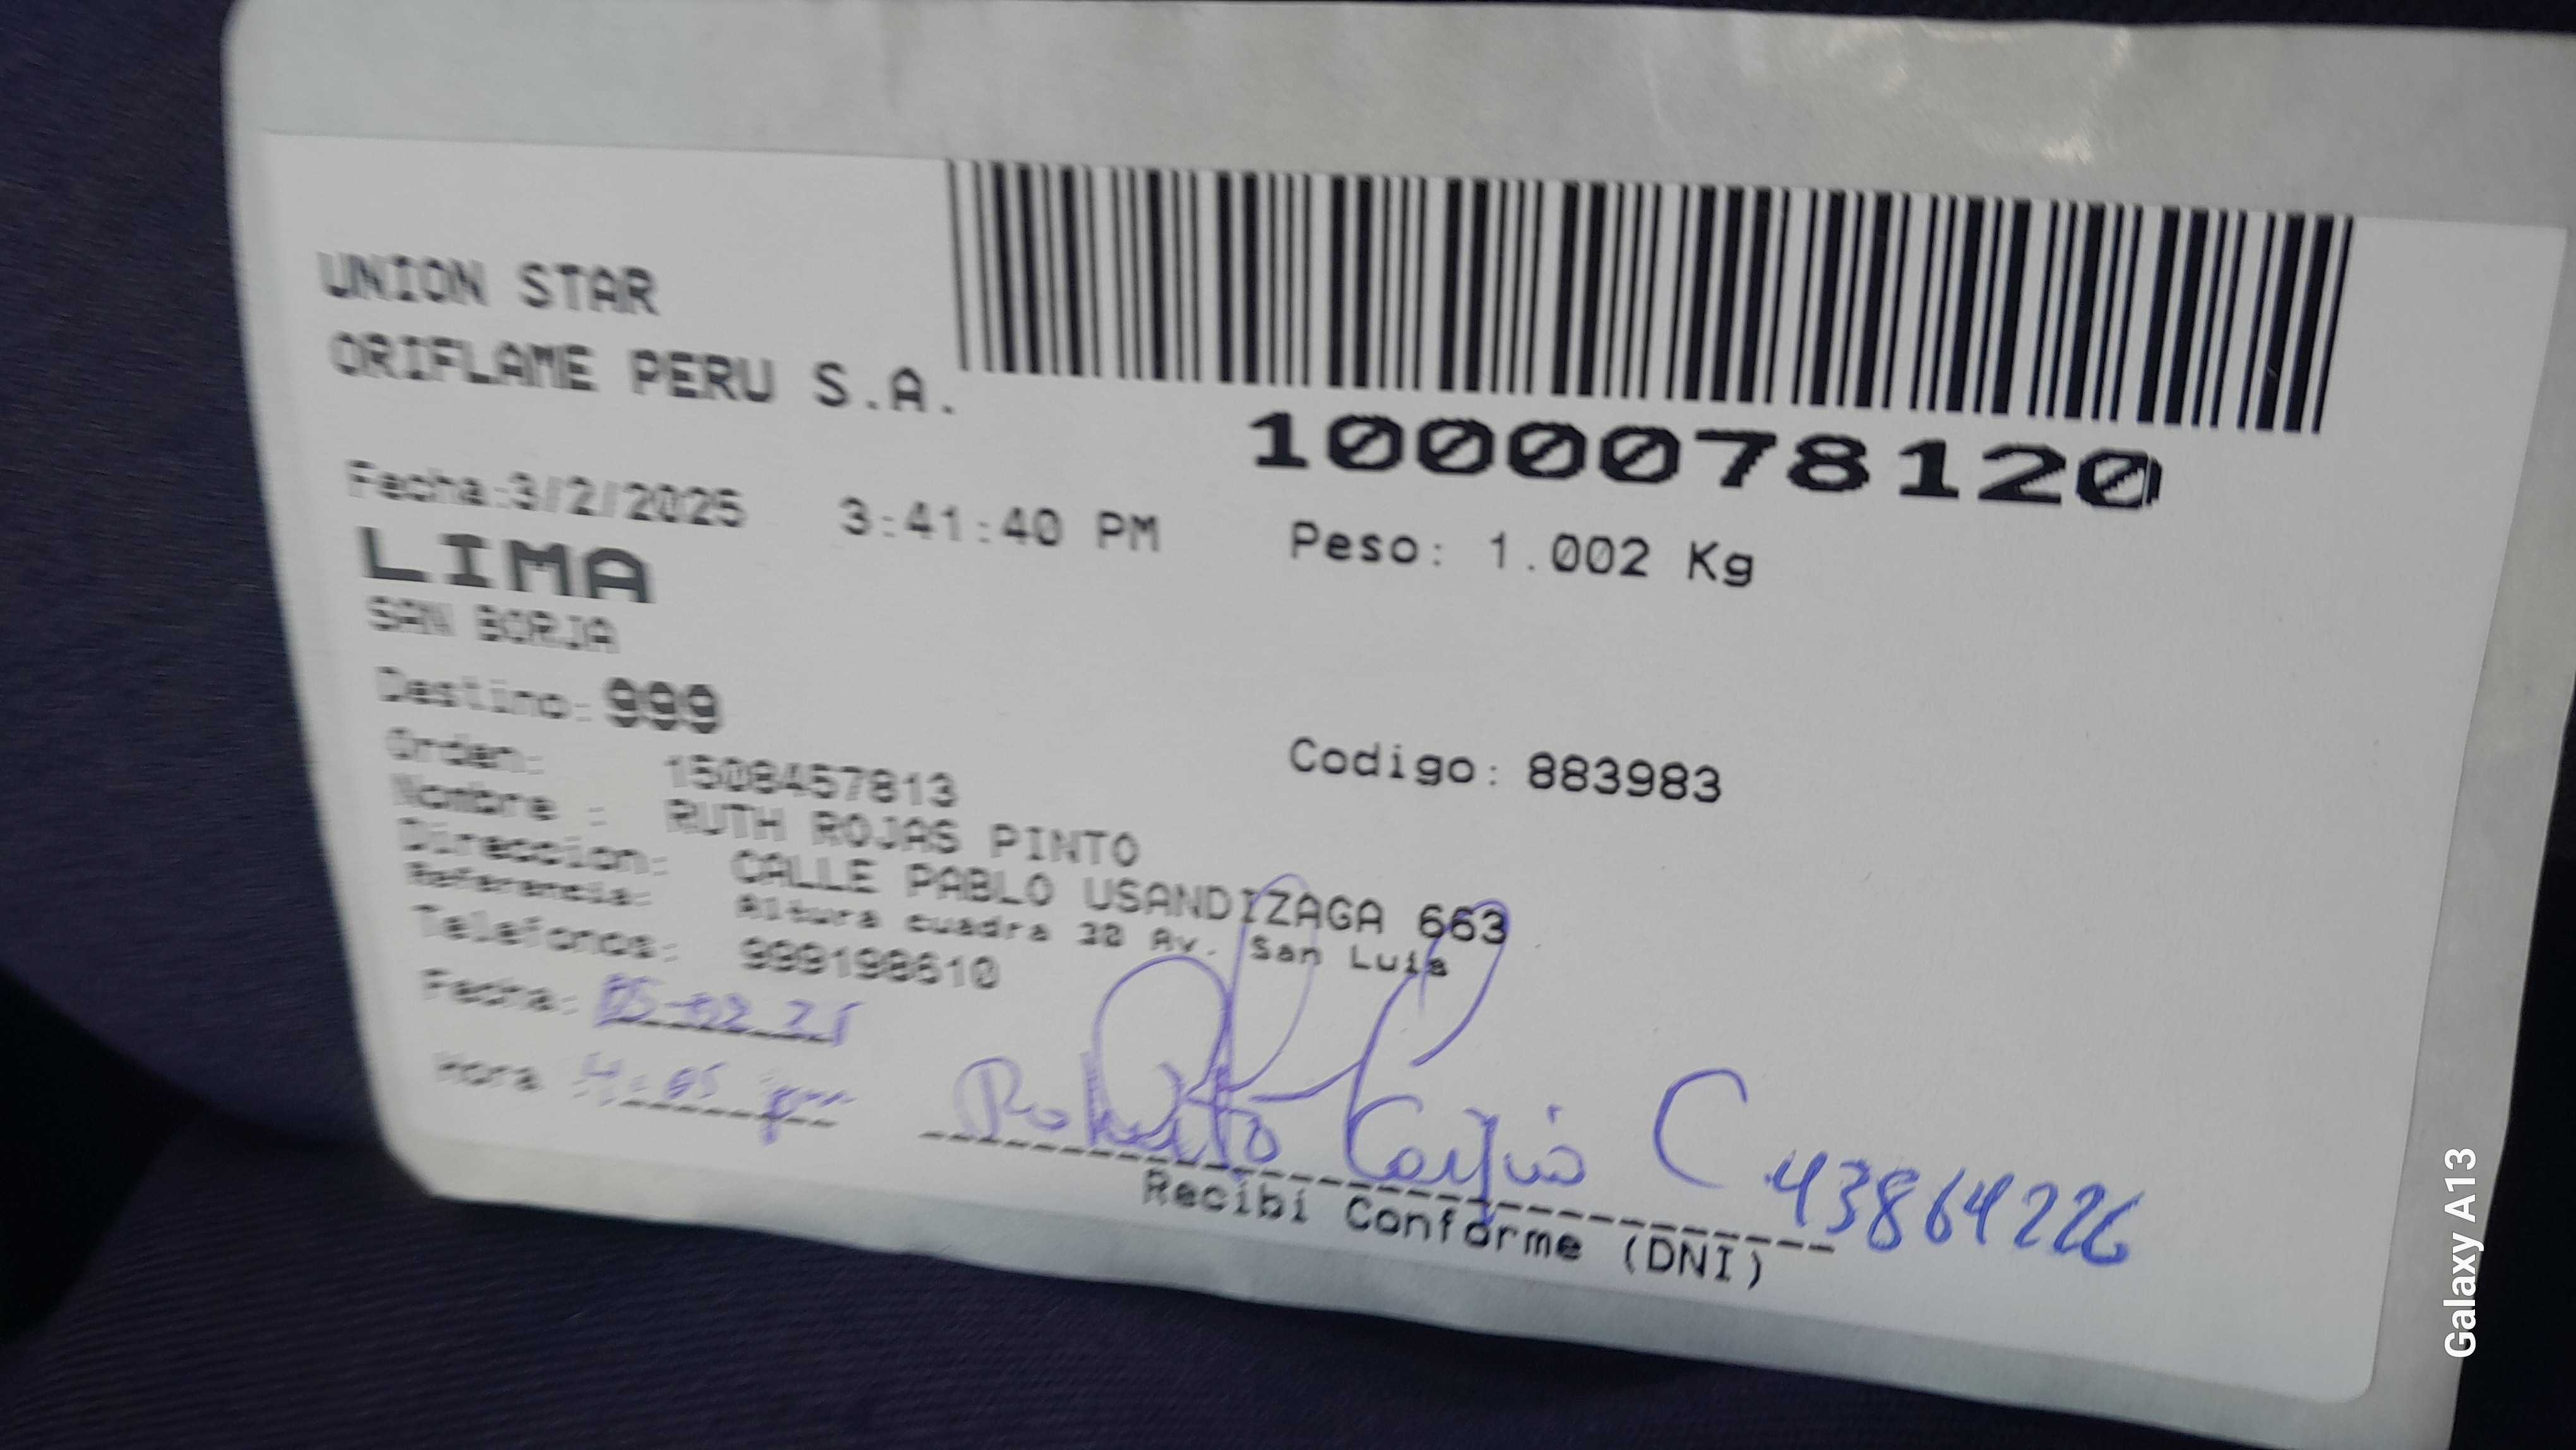 UNION STAR
ORIFLAME PERU S.A.
1000078120
Fecha:3/2/2025 3:41:40 PM Peso: 1.002 Kg
LIMA
SAN BORJA
Destino: 999
Orden: 1508457813 Codigo: 883983
Nombre : RUTH ROJAS PINTO
Direccion: CALLE PABLO USANDIZAGA 663
Referencia: Altura cuadra 30 Av. San Luis
Telefonos: 999198610
Fecha: 05-02 25
Hora 4:05 pm
Roberto C 43864226
Recibi Conforme (DNI)
Galaxy A13